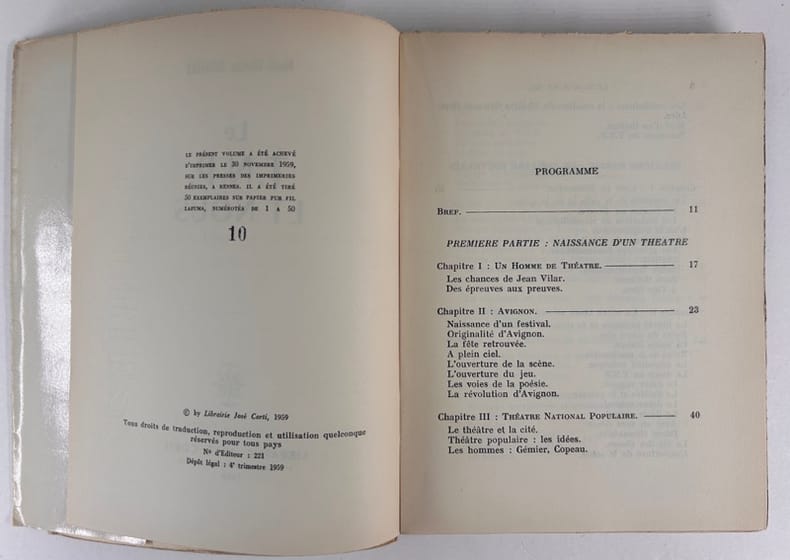 LE PRÉSENT VOLUME A ÉTÉ ACHEVÉ
D'IMPRIMER LE 30 NOVEMBRE 1959,
SUR LES PRESSES DES IMPRIMERIES
RÉUNIES, A RENNES. IL A ÉTÉ TIRÉ
50 EXEMPLAIRES SUR PAPIER PUR FIL
LAFUMA, NUMÉROTÉS DE 1 A 50
10
© by Librairie José Corti, 1959
Tous droits de traduction, reproduction et utilisation quelconque
réservés pour tous pays
N° d'Editeur : 221
Dépôt légal : 4e trimestre 1959
PROGRAMME
BREF. 11
PREMIERE PARTIE : NAISSANCE D'UN THEATRE
Chapitre I : UN HOMME DE THÉATRE. 17
Les chances de Jean Vilar.
Des épreuves aux preuves.
Chapitre II : AVIGNON. 23
Naissance d'un festival.
Originalité d'Avignon.
La fête retrouvée.
A plein ciel.
L'ouverture de la scène.
L'ouverture du jeu.
Les voies de la poésie.
La révolution d'Avignon.
Chapitre III : THÉATRE NATIONAL POPULAIRE. 40
Le théâtre et la cité.
Théâtre populaire : les idées.
Les hommes : Gémier, Copeau.